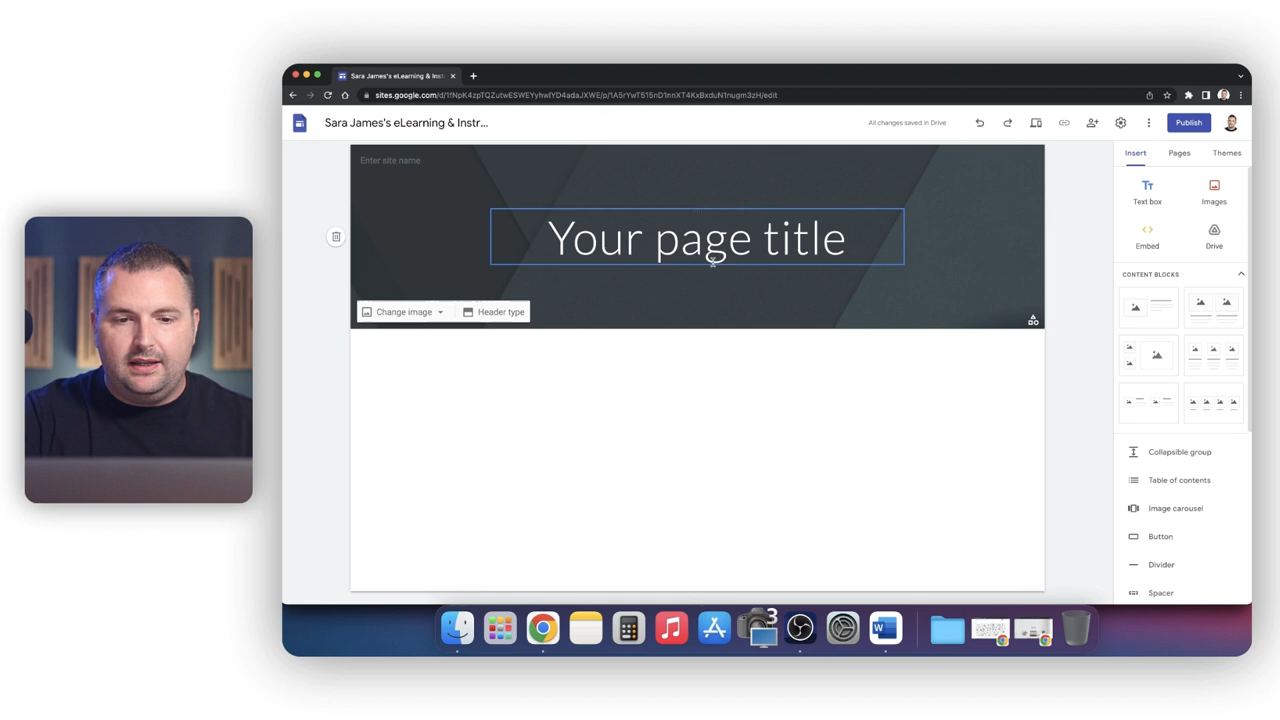 Sara James's eLearning & Inst
sites.google.com/d/1fNpK4zpTQZutwESWEYyhwIYD4adaJXWE/p/1A5rYwT515nD1nnXT4KxBxduN1nugm3zH/edit
Sara James's eLearning & Instr...
All changes saved in Drive
Publish
Enter site name
Your page title
Change image
Header type
Insert
Pages
Themes
Text box
Images
Embed
Drive
CONTENT BLOCKS
Collapsible group
Table of contents
Image carousel
Button
Divider
Spacer
3